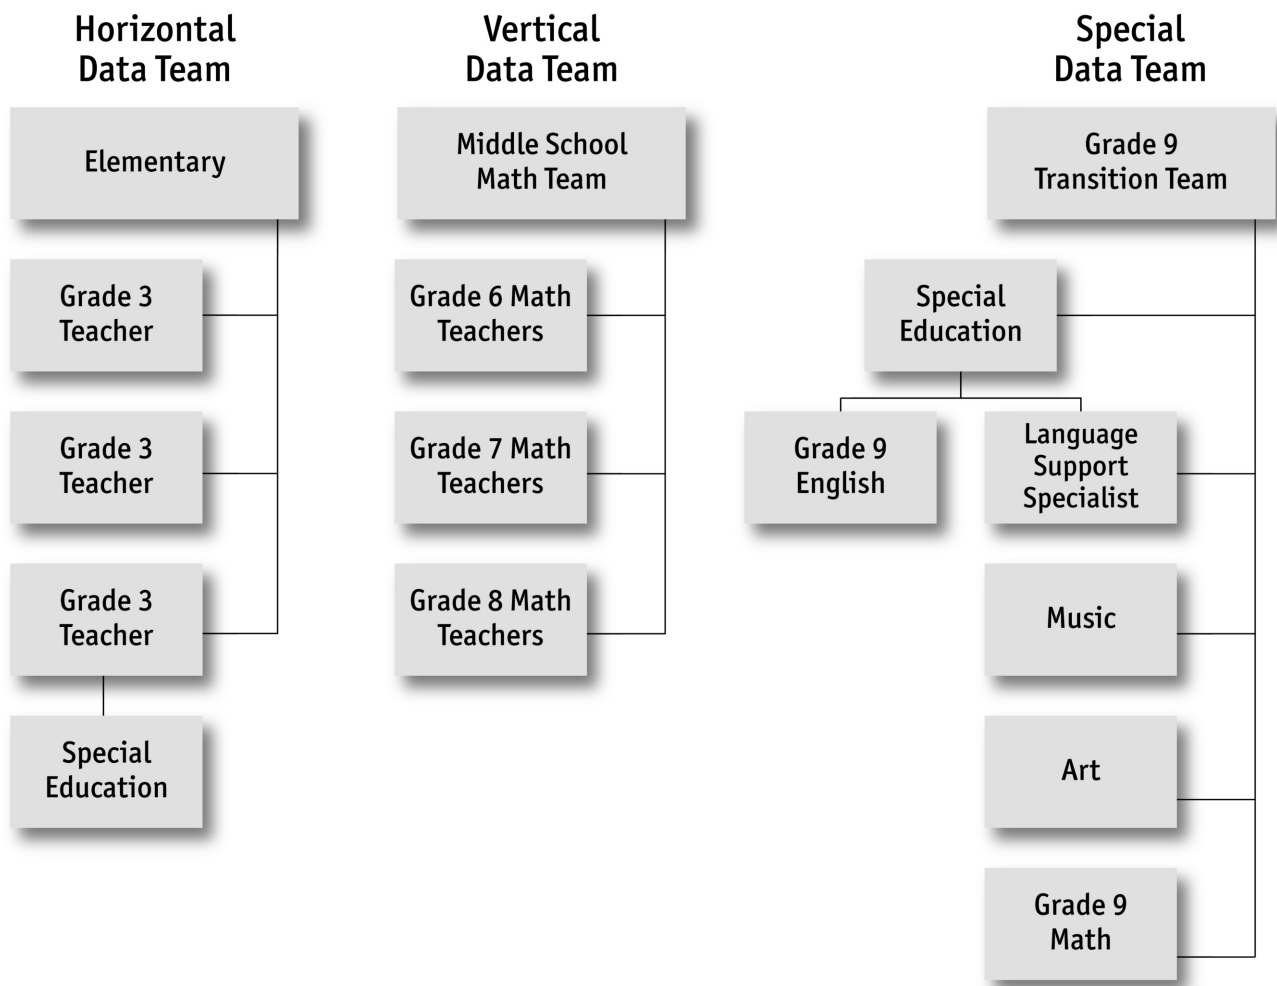 Horizontal
Data Team
Elementary
Grade 3
Teacher
Grade 3
Teacher
Grade 3
Teacher
Special
Education
Vertical
Data Team
Middle School
Math Team
Grade 6 Math
Teachers
Grade 7 Math
Teachers
Grade 8 Math
Teachers
Special
Data Team
Grade 9
Transition Team
Special
Education
Grade 9
English
Language
Support
Specialist
Music
Art
Grade 9
Math